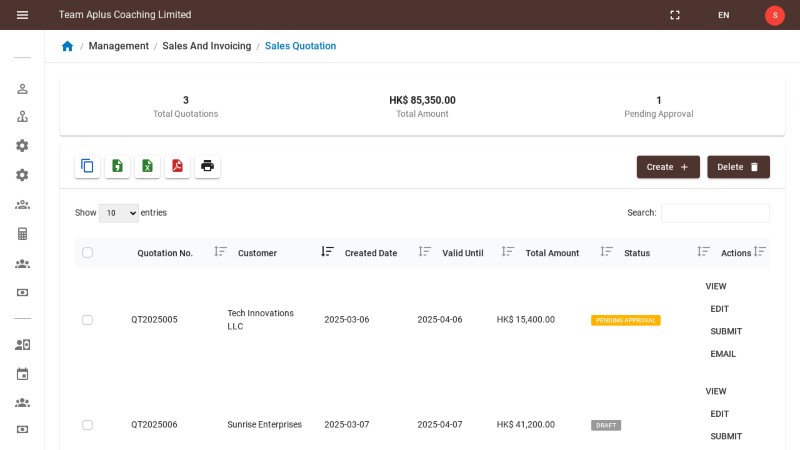 Team Aplus Coaching Limited
EN
S
/ Management / Sales And Invoicing / Sales Quotation
3
Total Quotations
HK$ 85,350.00
Total Amount
1
Pending Approval
Create +
Delete
Show 10 entries
Search:
Quotation No. Customer Created Date Valid Until Total Amount Status Actions
QT2025005 Tech Innovations LLC 2025-03-06 2025-04-06 HK$ 15,400.00 PENDING APPROVAL
VIEW
EDIT
SUBMIT
EMAIL
QT2025006 Sunrise Enterprises 2025-03-07 2025-04-07 HK$ 41,200.00 DRAFT
VIEW
EDIT
SUBMIT